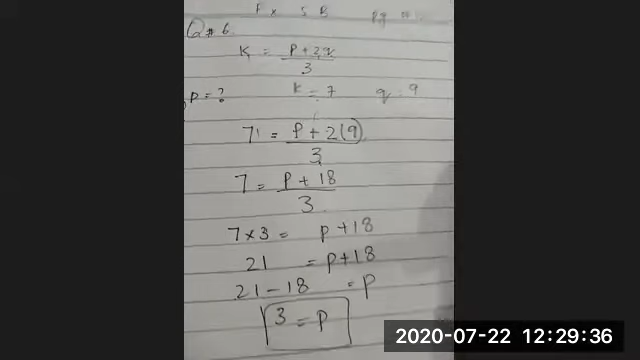 Q#6
K = P+2q
3
P = ? K = 7 q = 9
7 = P+2(9)
3
7 = P+18
3
7×3 = P+18
21 = P+18
21-18 = P
3 = P
2020-07-22 12:29:36